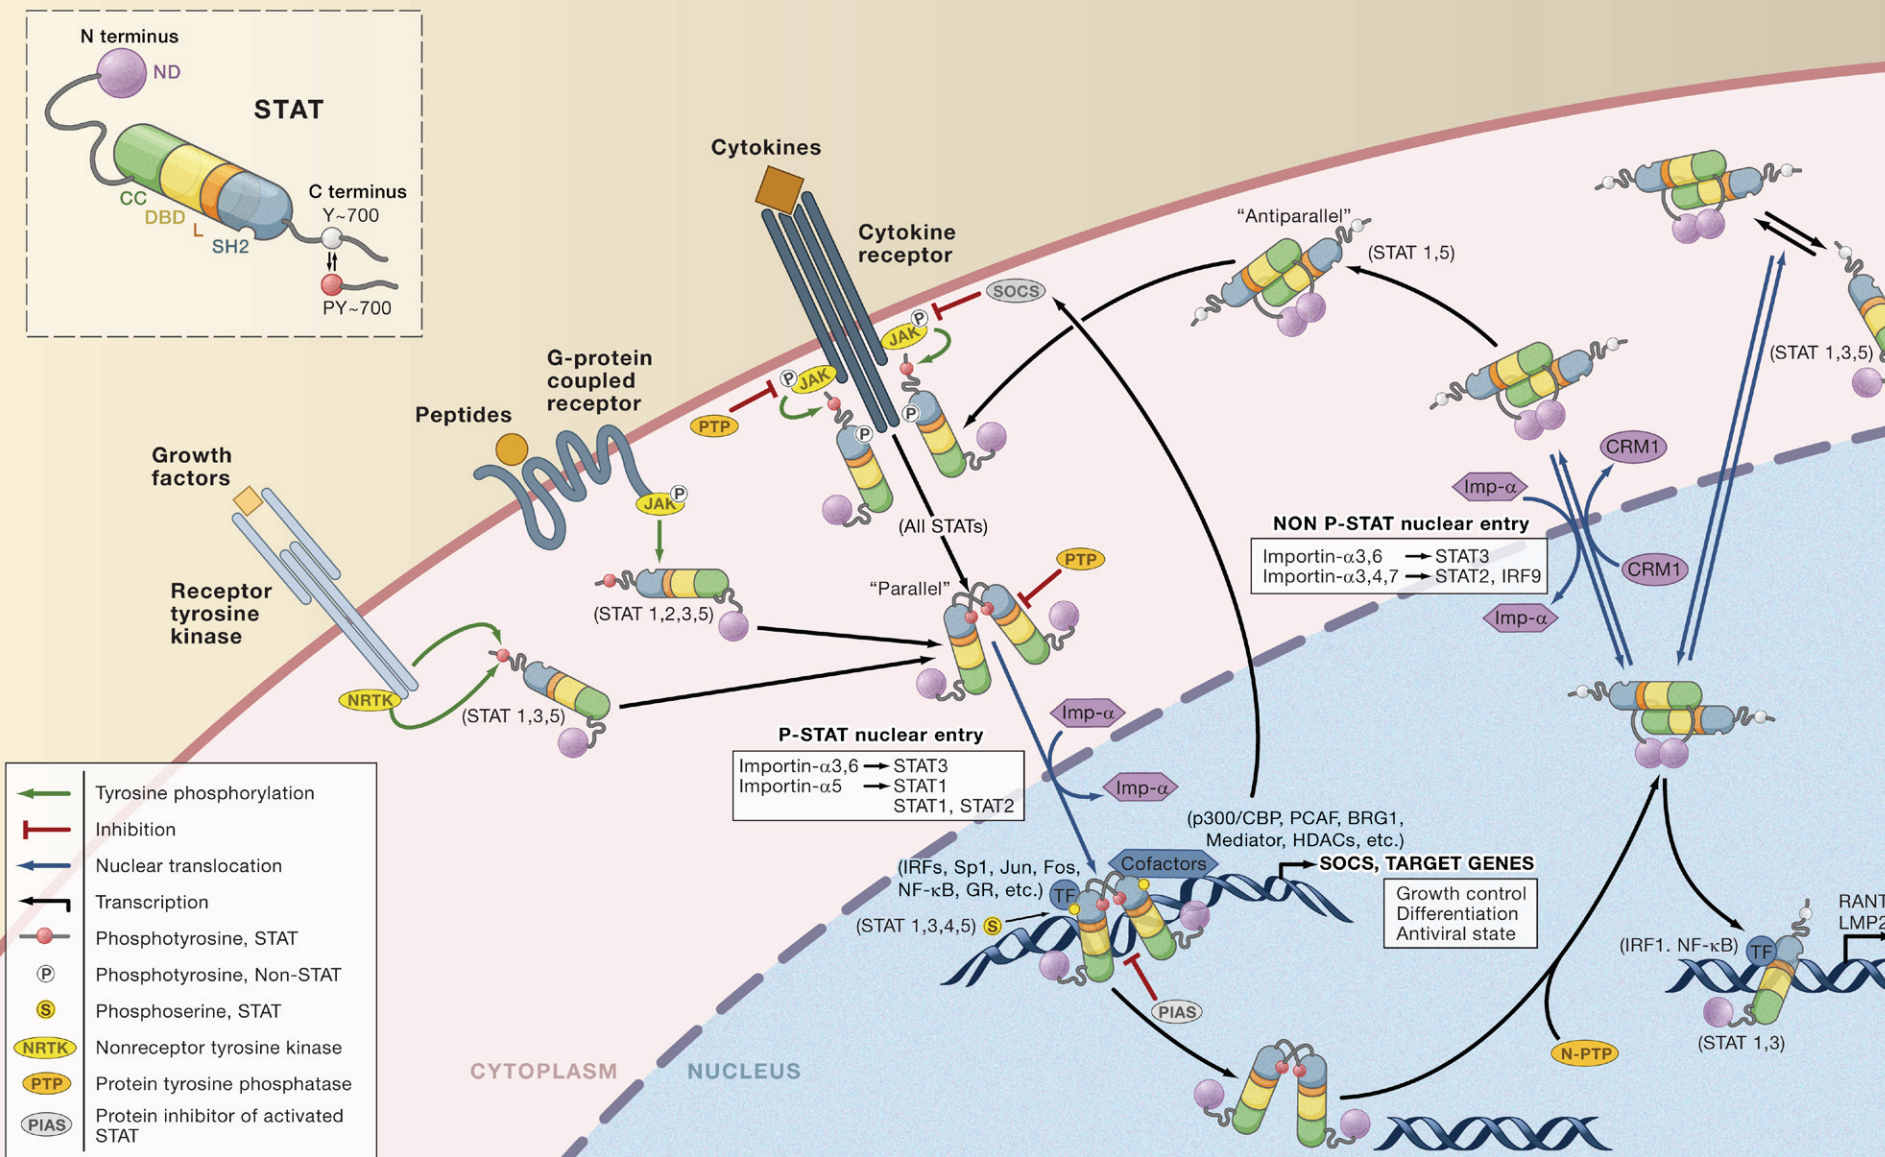 N terminus
ND
STAT
CC
DBD
L
SH2
C terminus
Y~700
PY~700
Cytokines
Cytokine
receptor
SOCS
JAK
P
P
JAK
PTP
P
P
G-protein
coupled
receptor
Peptides
JAK
P
Growth
factors
Receptor
tyrosine
kinase
NRTK
(STAT 1,3,5)
(STAT 1,2,3,5)
(All STATs)
"Parallel"
PTP
"Antiparallel"
(STAT 1,5)
(STAT 1,3,5)
CRM1
Imp-α
NON P-STAT nuclear entry
Importin-α3,6 → STAT3
Importin-α3,4,7 → STAT2, IRF9
CRM1
Imp-α
P-STAT nuclear entry
Importin-α3,6 → STAT3
Importin-α5 → STAT1
STAT1, STAT2
Imp-α
Imp-α
(p300/CBP, PCAF, BRG1,
Mediator, HDACs, etc.)
Cofactors
SOCS, TARGET GENES
Growth control
Differentiation
Antiviral state
(IRFs, Sp1, Jun, Fos,
NF-κB, GR, etc.)
TF
(STAT 1,3,4,5)
S
PIAS
N-PTP
(IRF1. NF-κB)
TF
RANT
LMP2
(STAT 1,3)
CYTOPLASM
NUCLEUS
Tyrosine phosphorylation
Inhibition
Nuclear translocation
Transcription
Phosphotyrosine, STAT
P Phosphotyrosine, Non-STAT
S Phosphoserine, STAT
NRTK Nonreceptor tyrosine kinase
PTP Protein tyrosine phosphatase
PIAS Protein inhibitor of activated
STAT